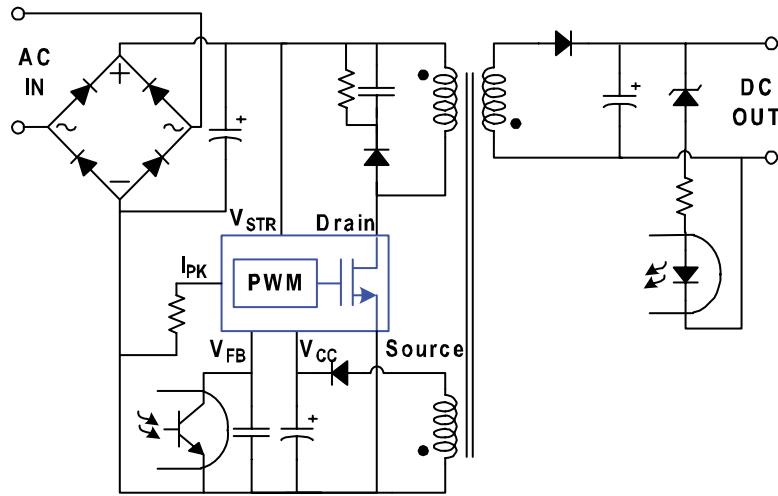 AC
IN
+
~
~
−
+
+
DC
OUT
VSTR
Drain
IPK
PWM
VFB
VCC
Source
+